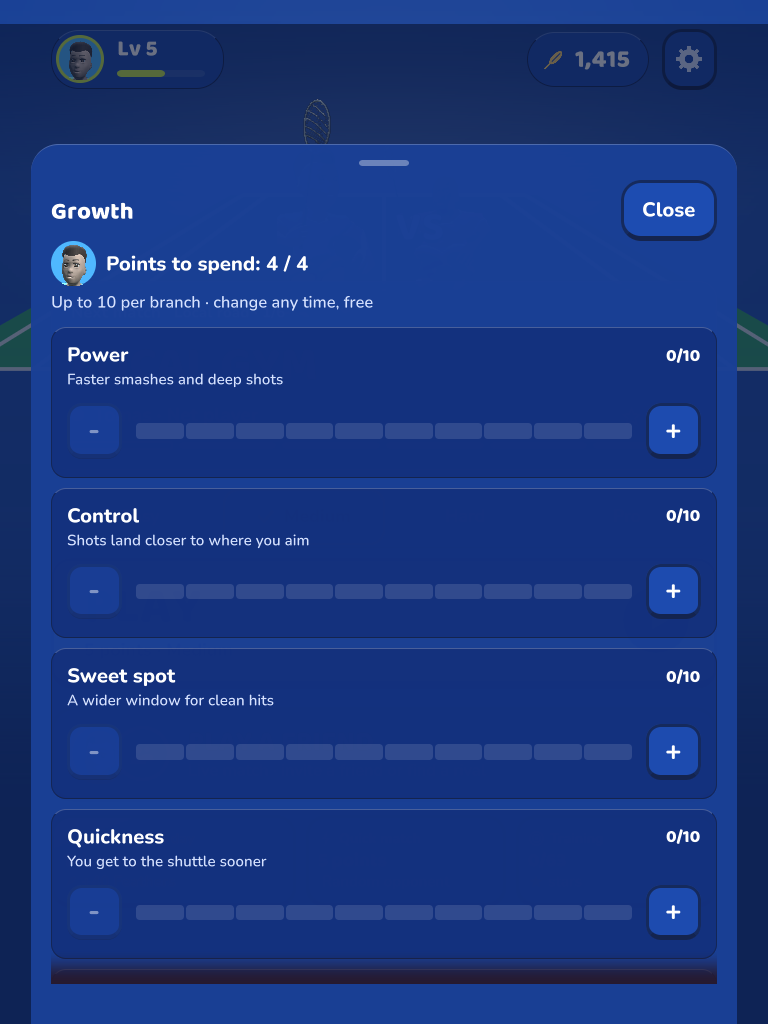 Lv 5
1,415
Growth
Close
Points to spend: 4 / 4
Up to 10 per branch · change any time, free
Power
0/10
Faster smashes and deep shots
-
+
Control
0/10
Shots land closer to where you aim
-
+
Sweet spot
0/10
A wider window for clean hits
-
+
Quickness
0/10
You get to the shuttle sooner
-
+